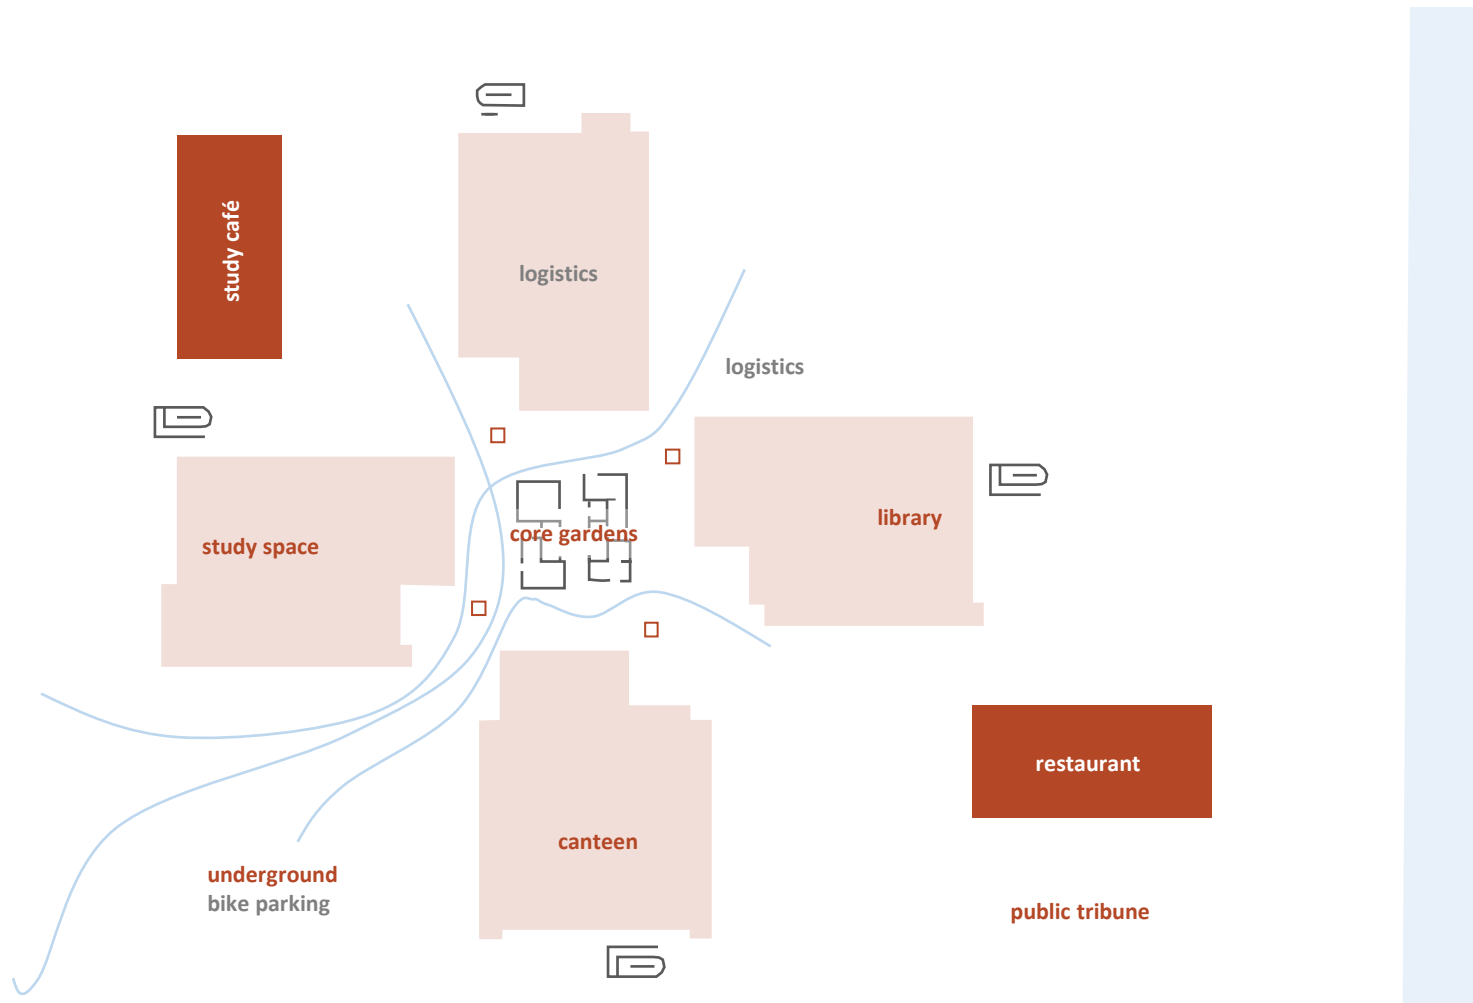 study café
logistics
logistics
library
core gardens
study space
restaurant
canteen
underground
bike parking
public tribune